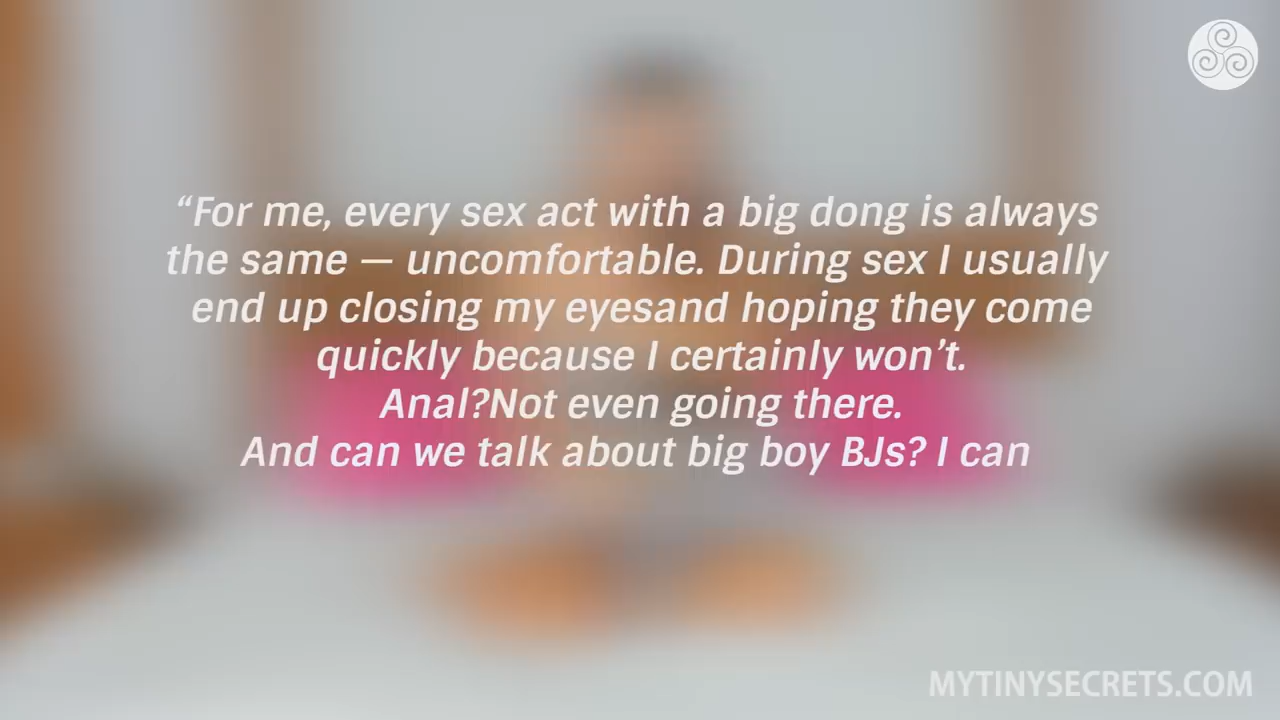 “For me, every sex act with a big dong is always
the same — uncomfortable. During sex I usually
end up closing my eyesand hoping they come
quickly because I certainly won’t.
Anal?Not even going there.
And can we talk about big boy BJs? I can
MYTINYSECRETS.COM